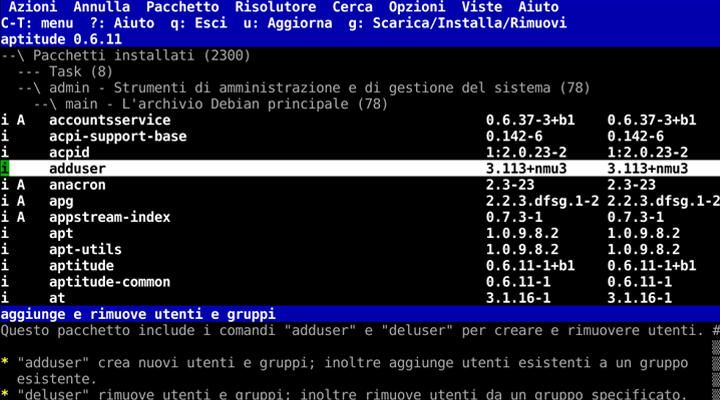 Azioni  Annulla  Pacchetto  Risolutore  Cerca  Opzioni  Viste  Aiuto
C-T: menu  ?: Aiuto  q: Esci  u: Aggiorna  g: Scarica/Installa/Rimuovi
aptitude 0.6.11
--\ Pacchetti installati (2300)
--- Task (8)
--\ admin - Strumenti di amministrazione e di gestione del sistema (78)
--\ main - L'archivio Debian principale (78)
i A accountsservice 0.6.37-3+b1 0.6.37-3+b1
i acpi-support-base 0.142-6 0.142-6
i acpid 1:2.0.23-2 1:2.0.23-2
i adduser 3.113+nmu3 3.113+nmu3
i A anacron 2.3-23 2.3-23
i A apg 2.2.3.dfsg.1-2 2.2.3.dfsg.1-2
i A appstream-index 0.7.3-1 0.7.3-1
i apt 1.0.9.8.2 1.0.9.8.2
i apt-utils 1.0.9.8.2 1.0.9.8.2
i aptitude 0.6.11-1+b1 0.6.11-1+b1
i aptitude-common 0.6.11-1 0.6.11-1
i at 3.1.16-1 3.1.16-1
aggiunge e rimuove utenti e gruppi
Questo pacchetto include i comandi "adduser" e "deluser" per creare e rimuovere utenti. #
* "adduser" crea nuovi utenti e gruppi; inoltre aggiunge utenti esistenti a un gruppo
esistente.
* "deluser" rimuove utenti e gruppi; inoltre rimuove utenti da un gruppo specificato.